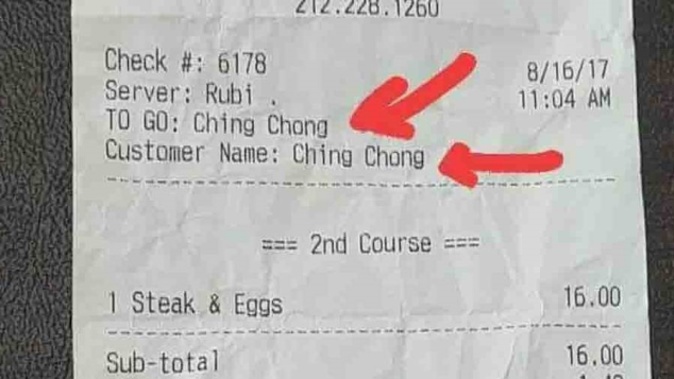 212.228.1260
Check #: 6178
8/16/17
Server: Rubi .
11:04 AM
TO GO: Ching Chong
Customer Name: Ching Chong
=== 2nd Course ===
1 Steak & Eggs 16.00
Sub-total 16.00